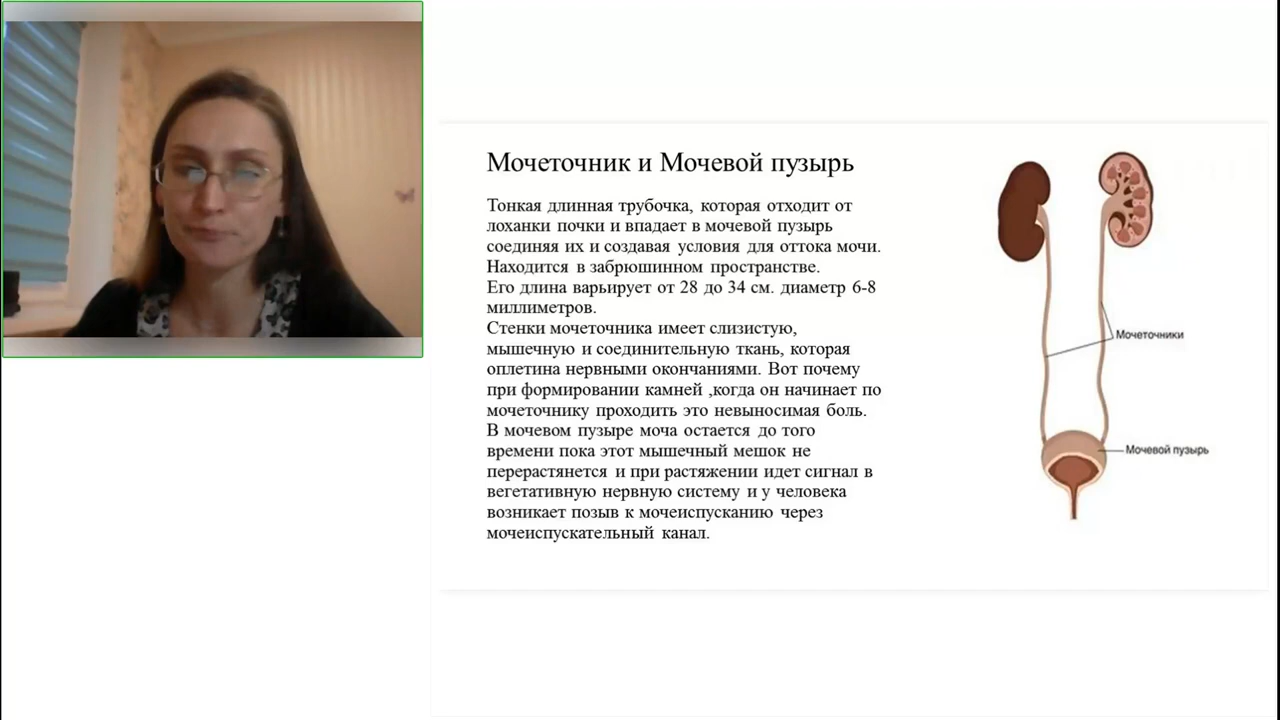 Мочеточник и Мочевой пузырь
Тонкая длинная трубочка, которая отходит от
лоханки почки и впадает в мочевой пузырь
соединяя их и создавая условия для оттока мочи.
Находится в забрюшинном пространстве.
Его длина варьирует от 28 до 34 см. диаметр 6-8
миллиметров.
Стенки мочеточника имеет слизистую,
мышечную и соединительную ткань, которая
оплетина нервными окончаниями. Вот почему
при формировании камней ,когда он начинает по
мочеточнику проходить это невыносимая боль.
В мочевом пузыре моча остается до того
времени пока этот мышечный мешок не
перерастянется и при растяжении идет сигнал в
вегетативную нервную систему и у человека
возникает позыв к мочеиспусканию через
мочеиспускательный канал.
Мочеточники
Мочевой пузырь